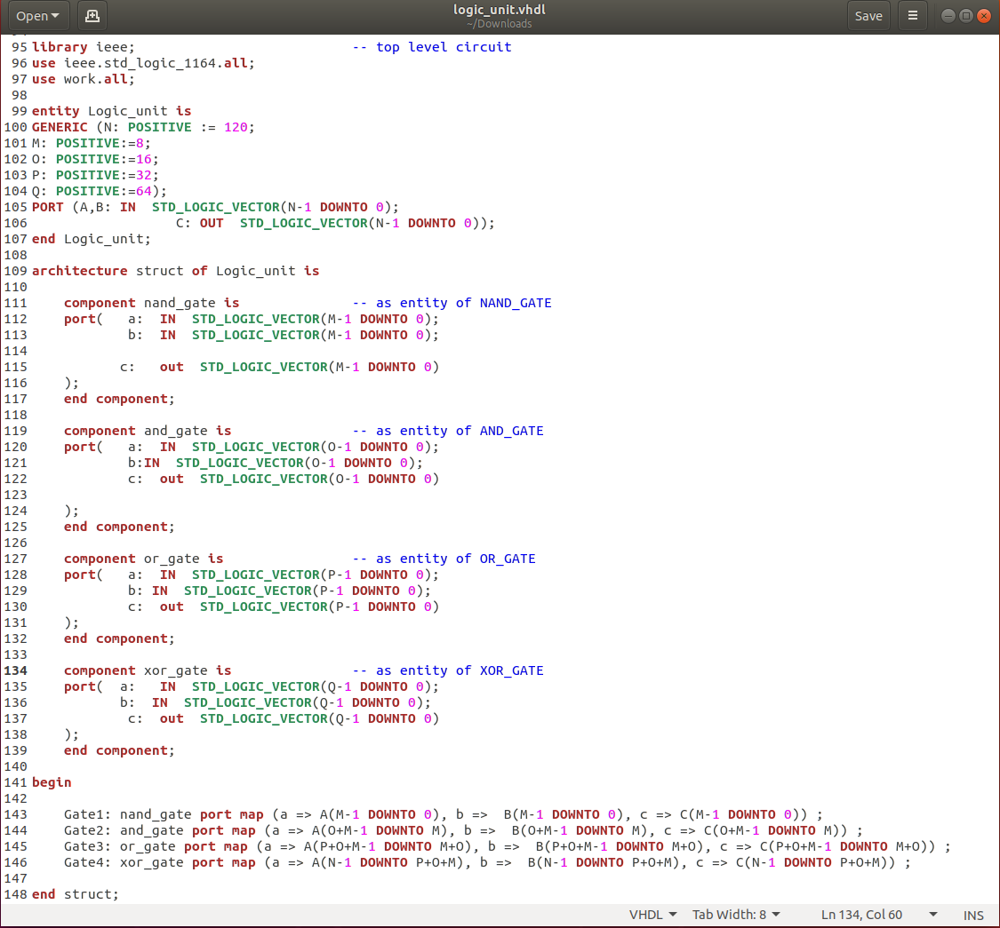 Open
logic_unit.vhdl
~/Downloads
Save
95 library ieee; -- top level circuit
96 use ieee.std_logic_1164.all;
97 use work.all;
98
99 entity Logic_unit is
100 GENERIC (N: POSITIVE := 120;
101 M: POSITIVE:=8;
102 O: POSITIVE:=16;
103 P: POSITIVE:=32;
104 Q: POSITIVE:=64);
105 PORT (A,B: IN STD_LOGIC_VECTOR(N-1 DOWNTO 0);
106 C: OUT STD_LOGIC_VECTOR(N-1 DOWNTO 0));
107 end Logic_unit;
108
109 architecture struct of Logic_unit is
110
111 component nand_gate is -- as entity of NAND_GATE
112 port( a: IN STD_LOGIC_VECTOR(M-1 DOWNTO 0);
113 b: IN STD_LOGIC_VECTOR(M-1 DOWNTO 0);
114
115 c: out STD_LOGIC_VECTOR(M-1 DOWNTO 0)
116 );
117 end component;
118
119 component and_gate is -- as entity of AND_GATE
120 port( a: IN STD_LOGIC_VECTOR(O-1 DOWNTO 0);
121 b:IN STD_LOGIC_VECTOR(O-1 DOWNTO 0);
122 c: out STD_LOGIC_VECTOR(O-1 DOWNTO 0)
123
124 );
125 end component;
126
127 component or_gate is -- as entity of OR_GATE
128 port( a: IN STD_LOGIC_VECTOR(P-1 DOWNTO 0);
129 b: IN STD_LOGIC_VECTOR(P-1 DOWNTO 0);
130 c: out STD_LOGIC_VECTOR(P-1 DOWNTO 0)
131 );
132 end component;
133
134 component xor_gate is -- as entity of XOR_GATE
135 port( a: IN STD_LOGIC_VECTOR(Q-1 DOWNTO 0);
136 b: IN STD_LOGIC_VECTOR(Q-1 DOWNTO 0);
137 c: out STD_LOGIC_VECTOR(Q-1 DOWNTO 0)
138 );
139 end component;
140
141 begin
142
143 Gate1: nand_gate port map (a => A(M-1 DOWNTO 0), b => B(M-1 DOWNTO 0), c => C(M-1 DOWNTO 0)) ;
144 Gate2: and_gate port map (a => A(O+M-1 DOWNTO M), b => B(O+M-1 DOWNTO M), c => C(O+M-1 DOWNTO M)) ;
145 Gate3: or_gate port map (a => A(P+O+M-1 DOWNTO M+O), b => B(P+O+M-1 DOWNTO M+O), c => C(P+O+M-1 DOWNTO M+O)) ;
146 Gate4: xor_gate port map (a => A(N-1 DOWNTO P+O+M), b => B(N-1 DOWNTO P+O+M), c => C(N-1 DOWNTO P+O+M)) ;
147
148 end struct;
VHDL Tab Width: 8 Ln 134, Col 60 INS